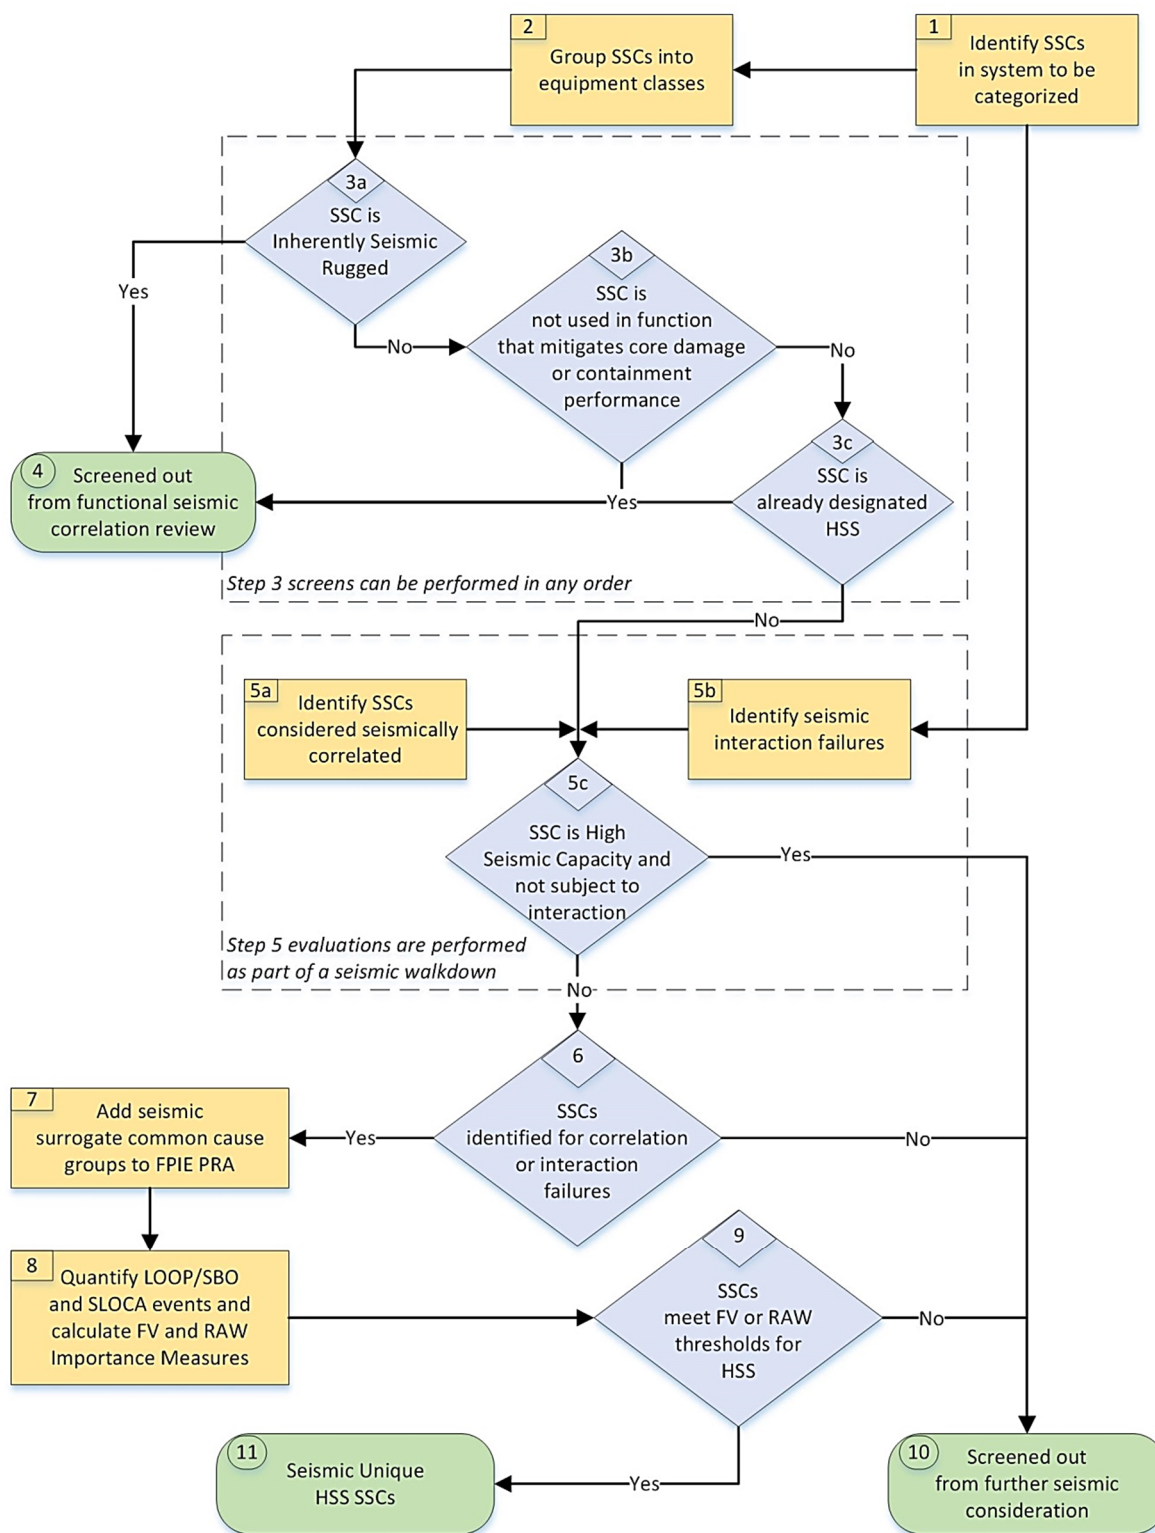 2
Group SSCs into
equipment classes
1
Identify SSCs
in system to be
categorized
3a
SSC is
Inherently Seismic
Rugged
Yes
No
3b
SSC is
not used in function
that mitigates core damage
or containment
performance
No
3c
SSC is
already designated
HSS
Yes
4
Screened out
from functional seismic
correlation review
Step 3 screens can be performed in any order
No
5a
Identify SSCs
considered seismically
correlated
5b
Identify seismic
interaction failures
5c
SSC is High
Seismic Capacity and
not subject to
interaction
Yes
Step 5 evaluations are performed
as part of a seismic walkdown
No
6
SSCs
identified for correlation
or interaction
failures
Yes
No
7
Add seismic
surrogate common cause
groups to FPIE PRA
8
Quantify LOOP/SBO
and SLOCA events and
calculate FV and RAW
Importance Measures
9
SSCs
meet FV or RAW
thresholds for
HSS
No
Yes
11
Seismic Unique
HSS SSCs
10
Screened out
from further seismic
consideration